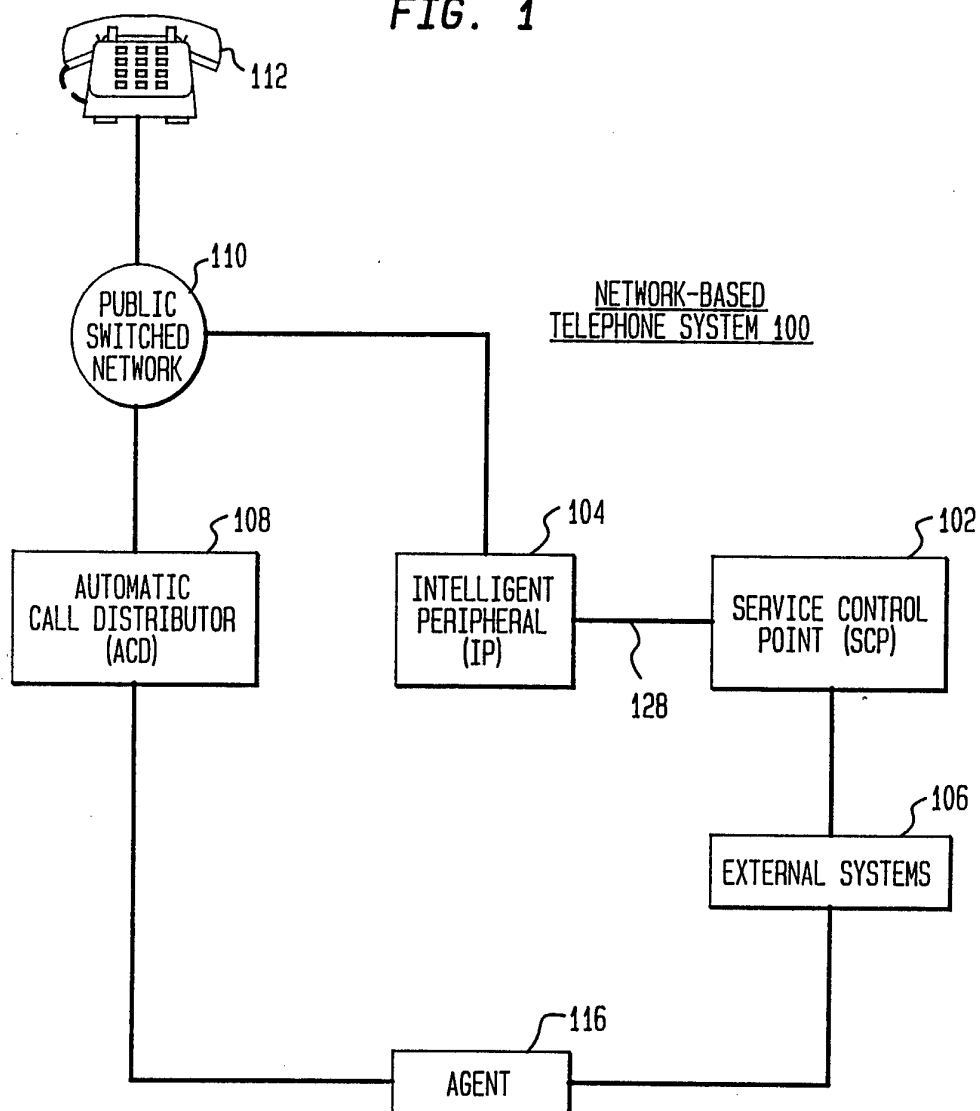 FIG. 1
112
110
PUBLIC
SWITCHED
NETWORK
NETWORK-BASED
TELEPHONE SYSTEM 100
108
104
102
AUTOMATIC
CALL DISTRIBUTOR
(ACD)
INTELLIGENT
PERIPHERAL
(IP)
SERVICE CONTROL
POINT (SCP)
128
106
EXTERNAL SYSTEMS
116
AGENT